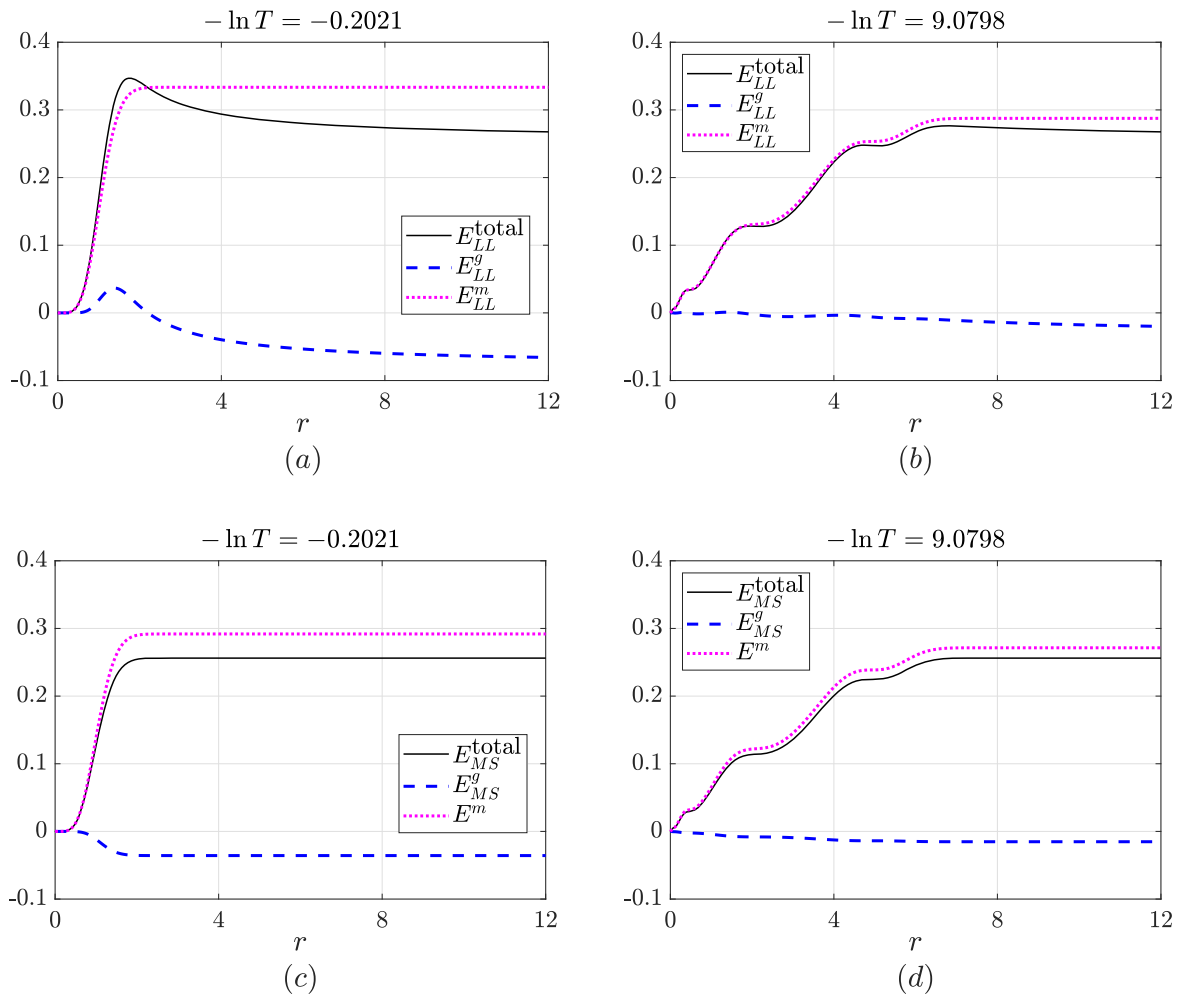 − ln T = −0.2021
0.4
0.3
0.2
0.1
0
-0.1
0 4 8 12
r
E_{LL}^{total}
E_{LL}^{g}
E_{LL}^{m}
(a)
− ln T = 9.0798
0.4
0.3
0.2
0.1
0
-0.1
0 4 8 12
r
E_{LL}^{total}
E_{LL}^{g}
E_{LL}^{m}
(b)
− ln T = −0.2021
0.4
0.3
0.2
0.1
0
-0.1
0 4 8 12
r
E_{MS}^{total}
E_{MS}^{g}
E^{m}
(c)
− ln T = 9.0798
0.4
0.3
0.2
0.1
0
-0.1
0 4 8 12
r
E_{MS}^{total}
E_{MS}^{g}
E^{m}
(d)